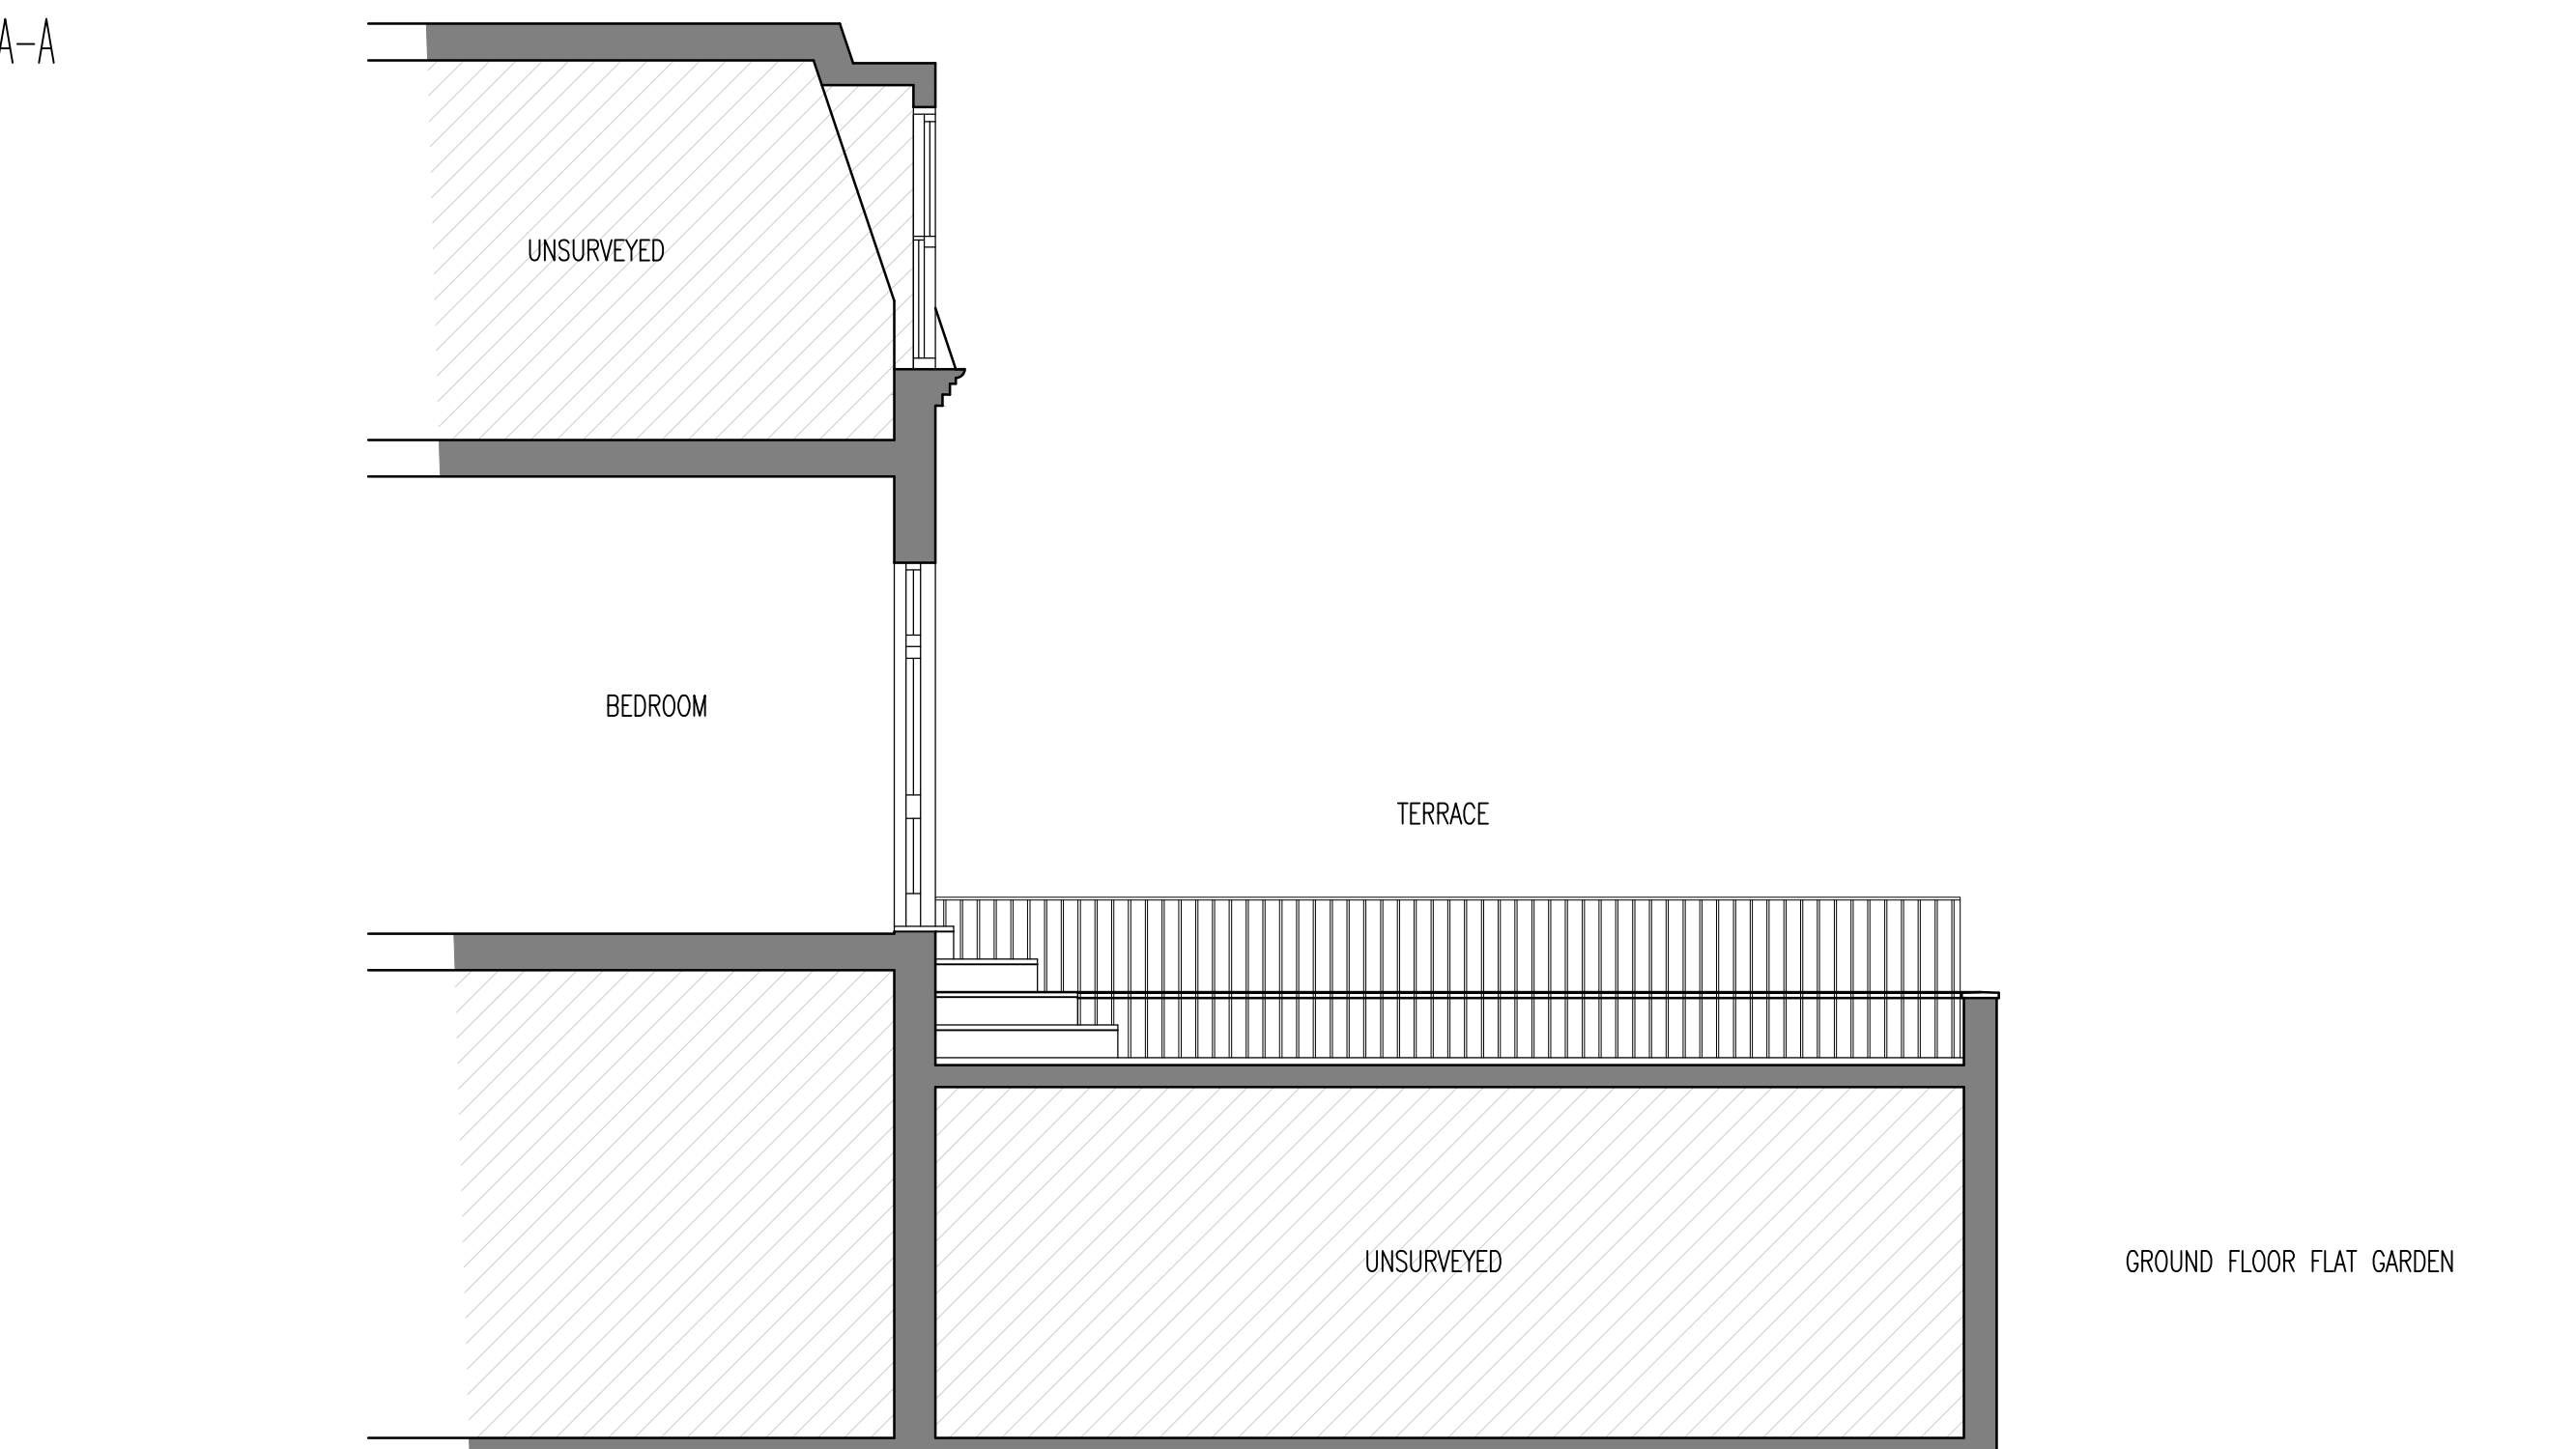 A-A
UNSURVEYED
BEDROOM
TERRACE
UNSURVEYED
GROUND FLOOR FLAT GARDEN